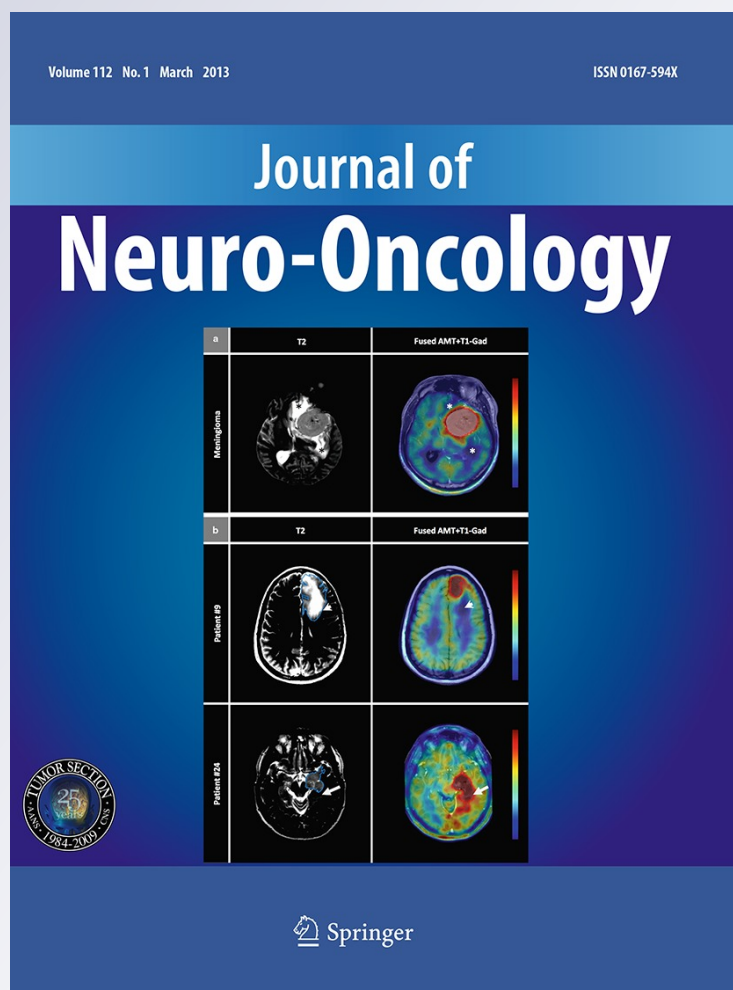 Volume 112 No. 1 March 2013 ISSN 0167-594X
Journal of
Neuro-Oncology
a T2 Fused AMT+T1-Gad
Meningioma
b T2 Fused AMT+T1-Gad
Patient #9
Patient #24
TUMOR SECTION
25
years
AANS · 1984-2009 · CNS
Springer